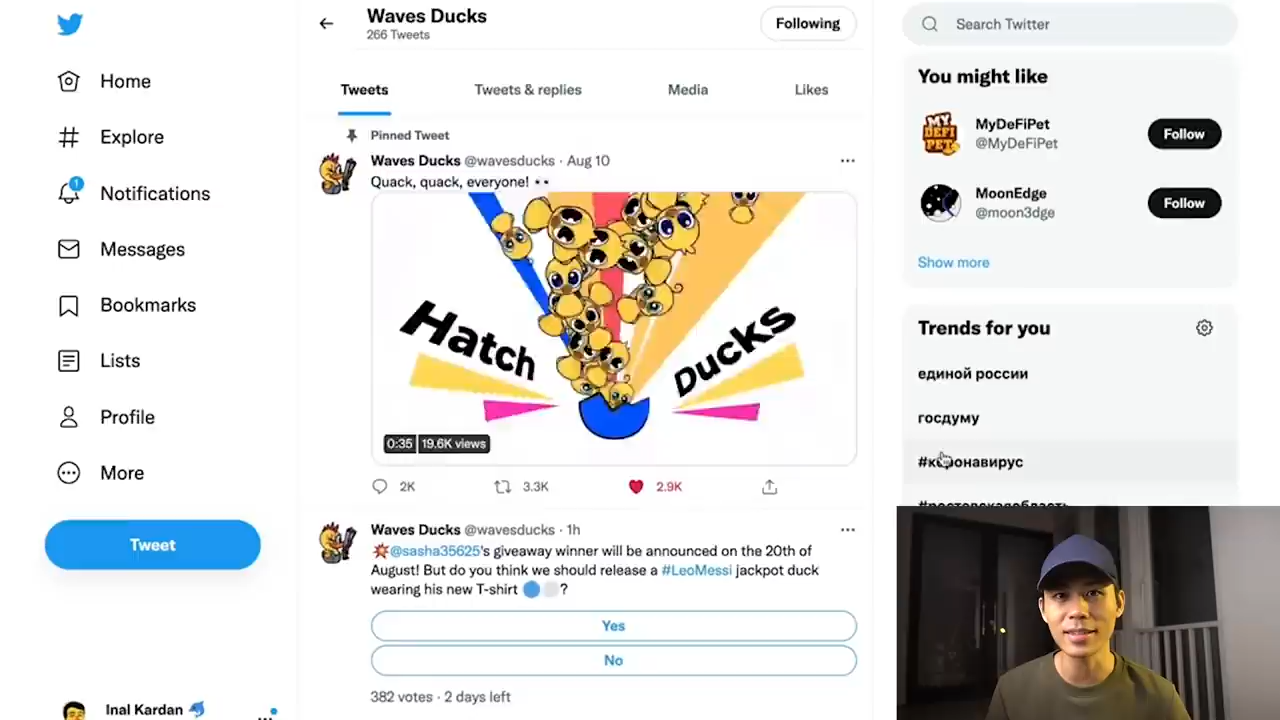 Home
Explore
Notifications
1
Messages
Bookmarks
Lists
Profile
More
Tweet
Inal Kardan
Waves Ducks
266 Tweets
Following
Tweets
Tweets & replies
Media
Likes
Pinned Tweet
Waves Ducks @wavesducks · Aug 10
Quack, quack, everyone! 👀
Hatch
Ducks
0:35
19.6K views
2K
3.3K
2.9K
Waves Ducks @wavesducks · 1h
💥@sasha35625's giveaway winner will be announced on the 20th of
August! But do you think we should release a #LeoMessi jackpot duck
wearing his new T-shirt 🔵⚪?
Yes
No
382 votes · 2 days left
Search Twitter
You might like
MY DEFI PET
MyDeFiPet
@MyDeFiPet
Follow
MoonEdge
@moon3dge
Follow
Show more
Trends for you
единой россии
госдуму